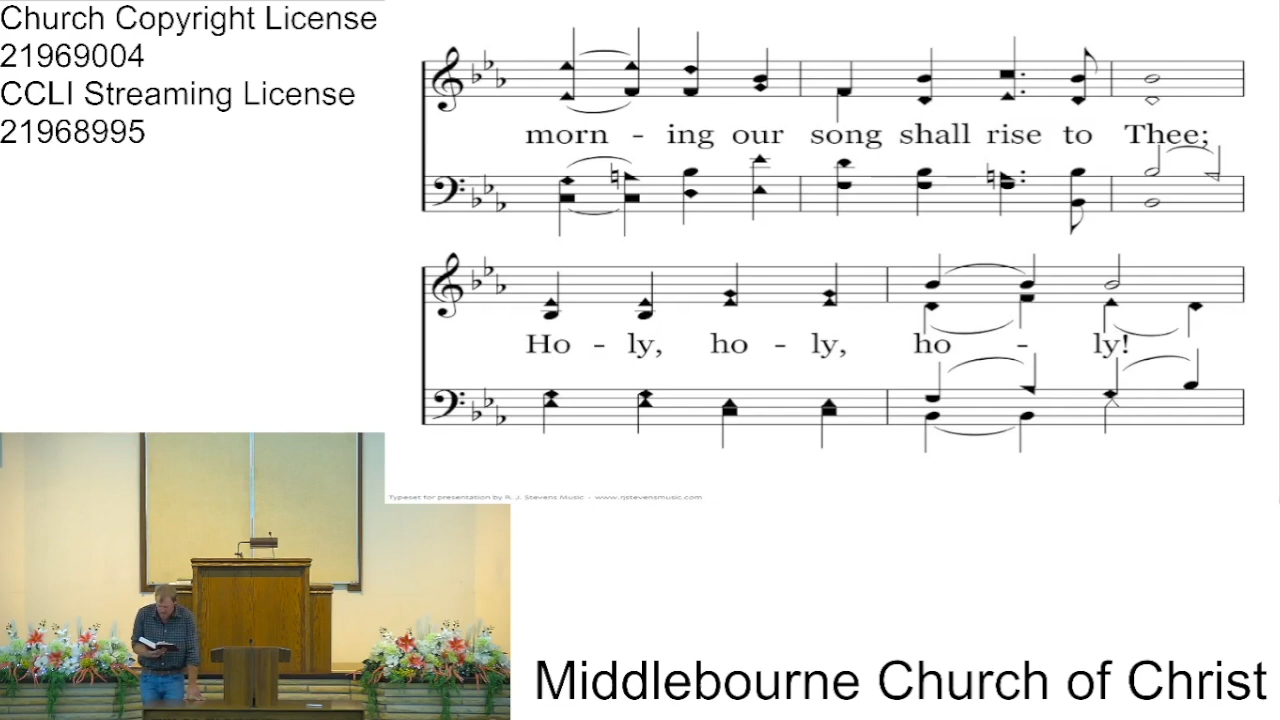 Church Copyright License
21969004
CCLI Streaming License
21968995
morn - ing our song shall rise to Thee;
Ho - ly, ho - ly, ho - ly!
Typeset for presentation by R. J. Stevens Music - www.rjstevensmusic.com
Middlebourne Church of Christ